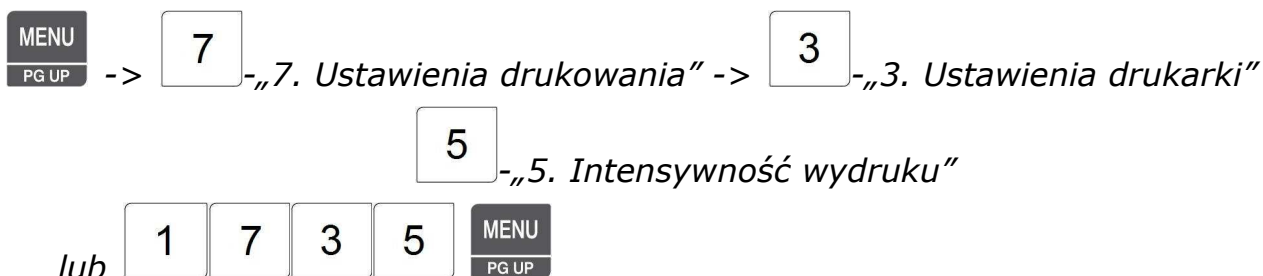 MENU PG UP -> 7 -„7. Ustawienia drukowania” -> 3 -„3. Ustawienia drukarki”
5 -„5. Intensywność wydruku”
lub 1 7 3 5 MENU PG UP